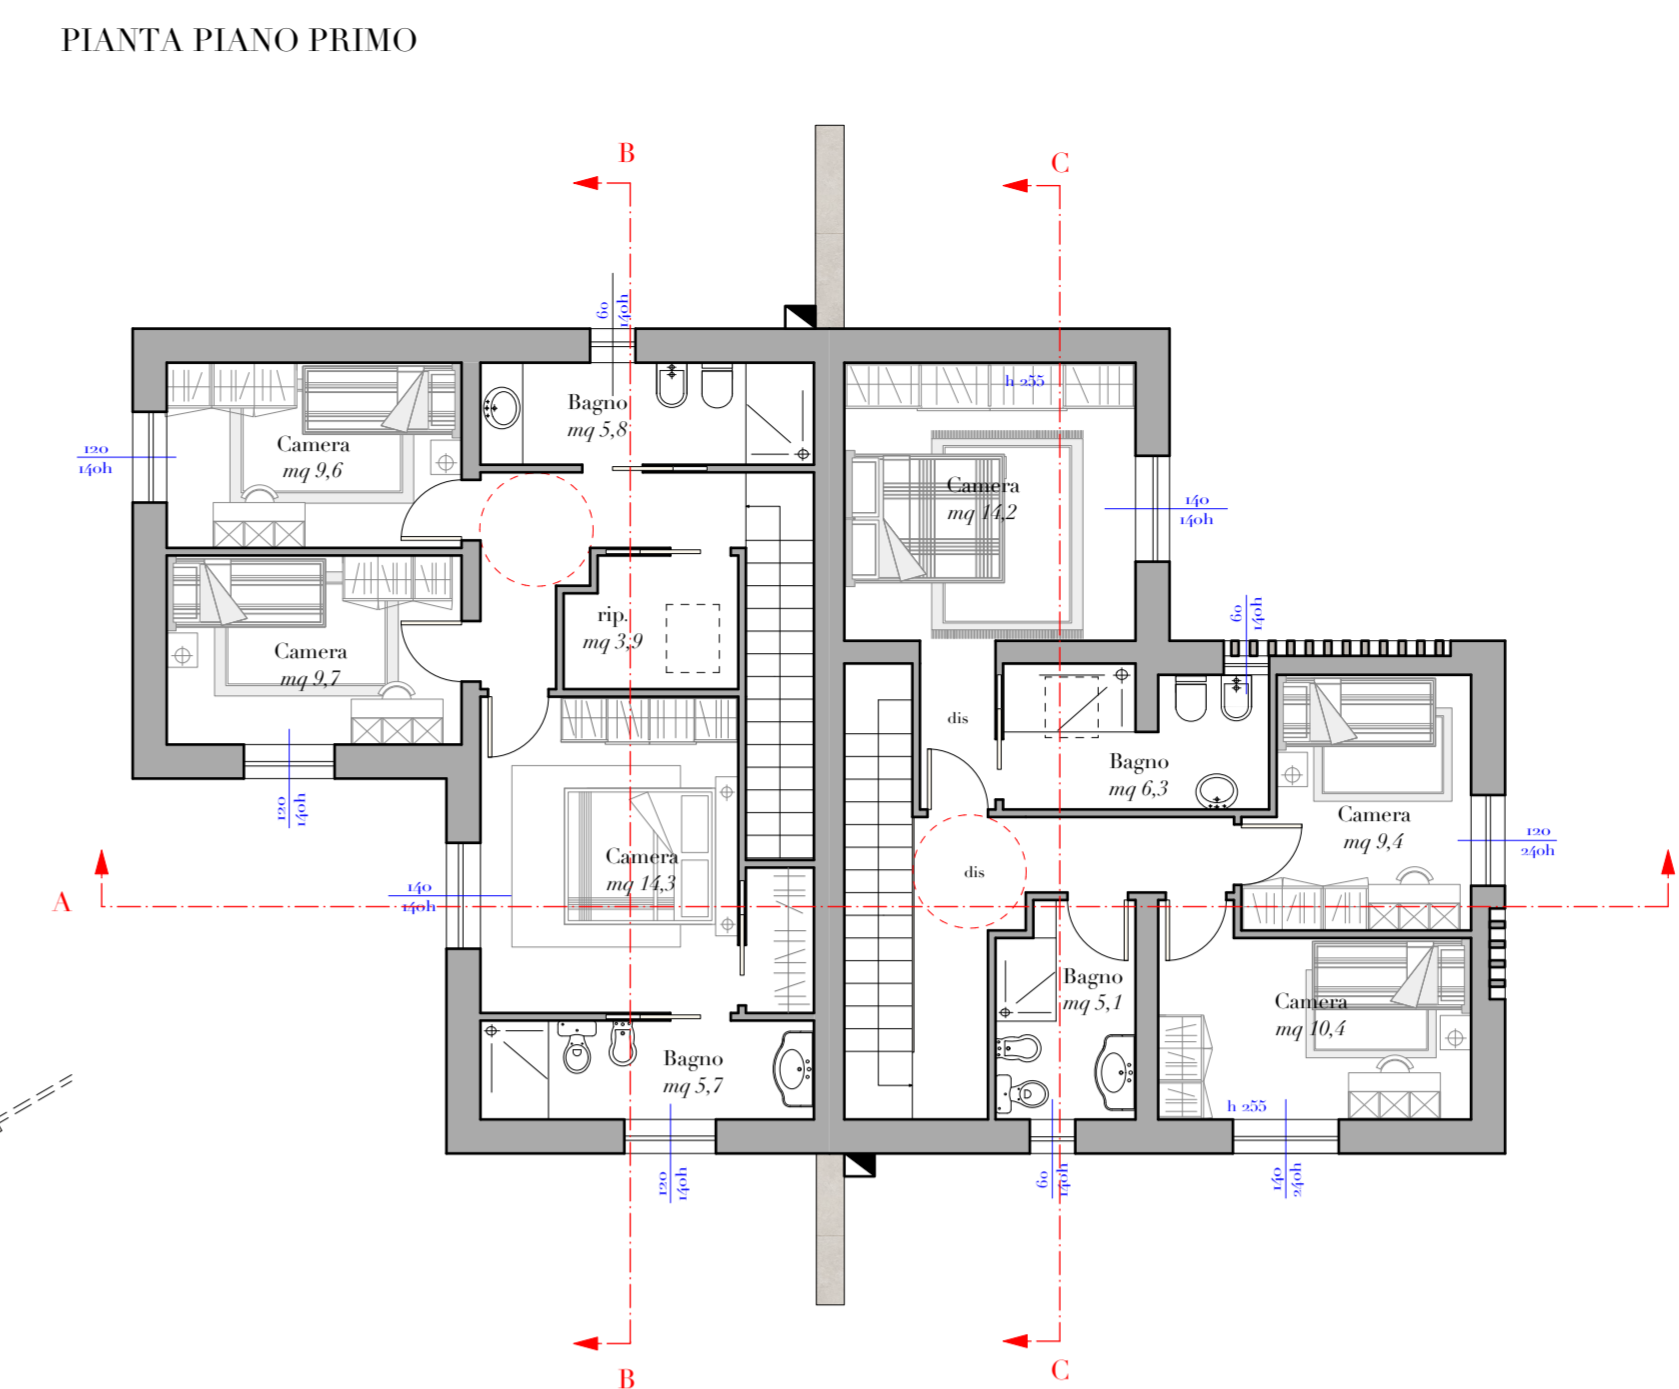 PIANTA PIANO PRIMO
B
C
60
140h
h 255
Bagno
mq 5,8
Camera
mq 9,6
120
140h
Camera
mq 14,2
140
140h
rip.
mq 3,9
60
140h
Camera
mq 9,7
dis
Bagno
mq 6,3
120
140h
Camera
mq 9,4
120
240h
Camera
mq 14,3
dis
140
140h
A
Bagno
mq 5,1
Camera
mq 10,4
Bagno
mq 5,7
h 255
120
140h
60
140h
140
240h
B
C